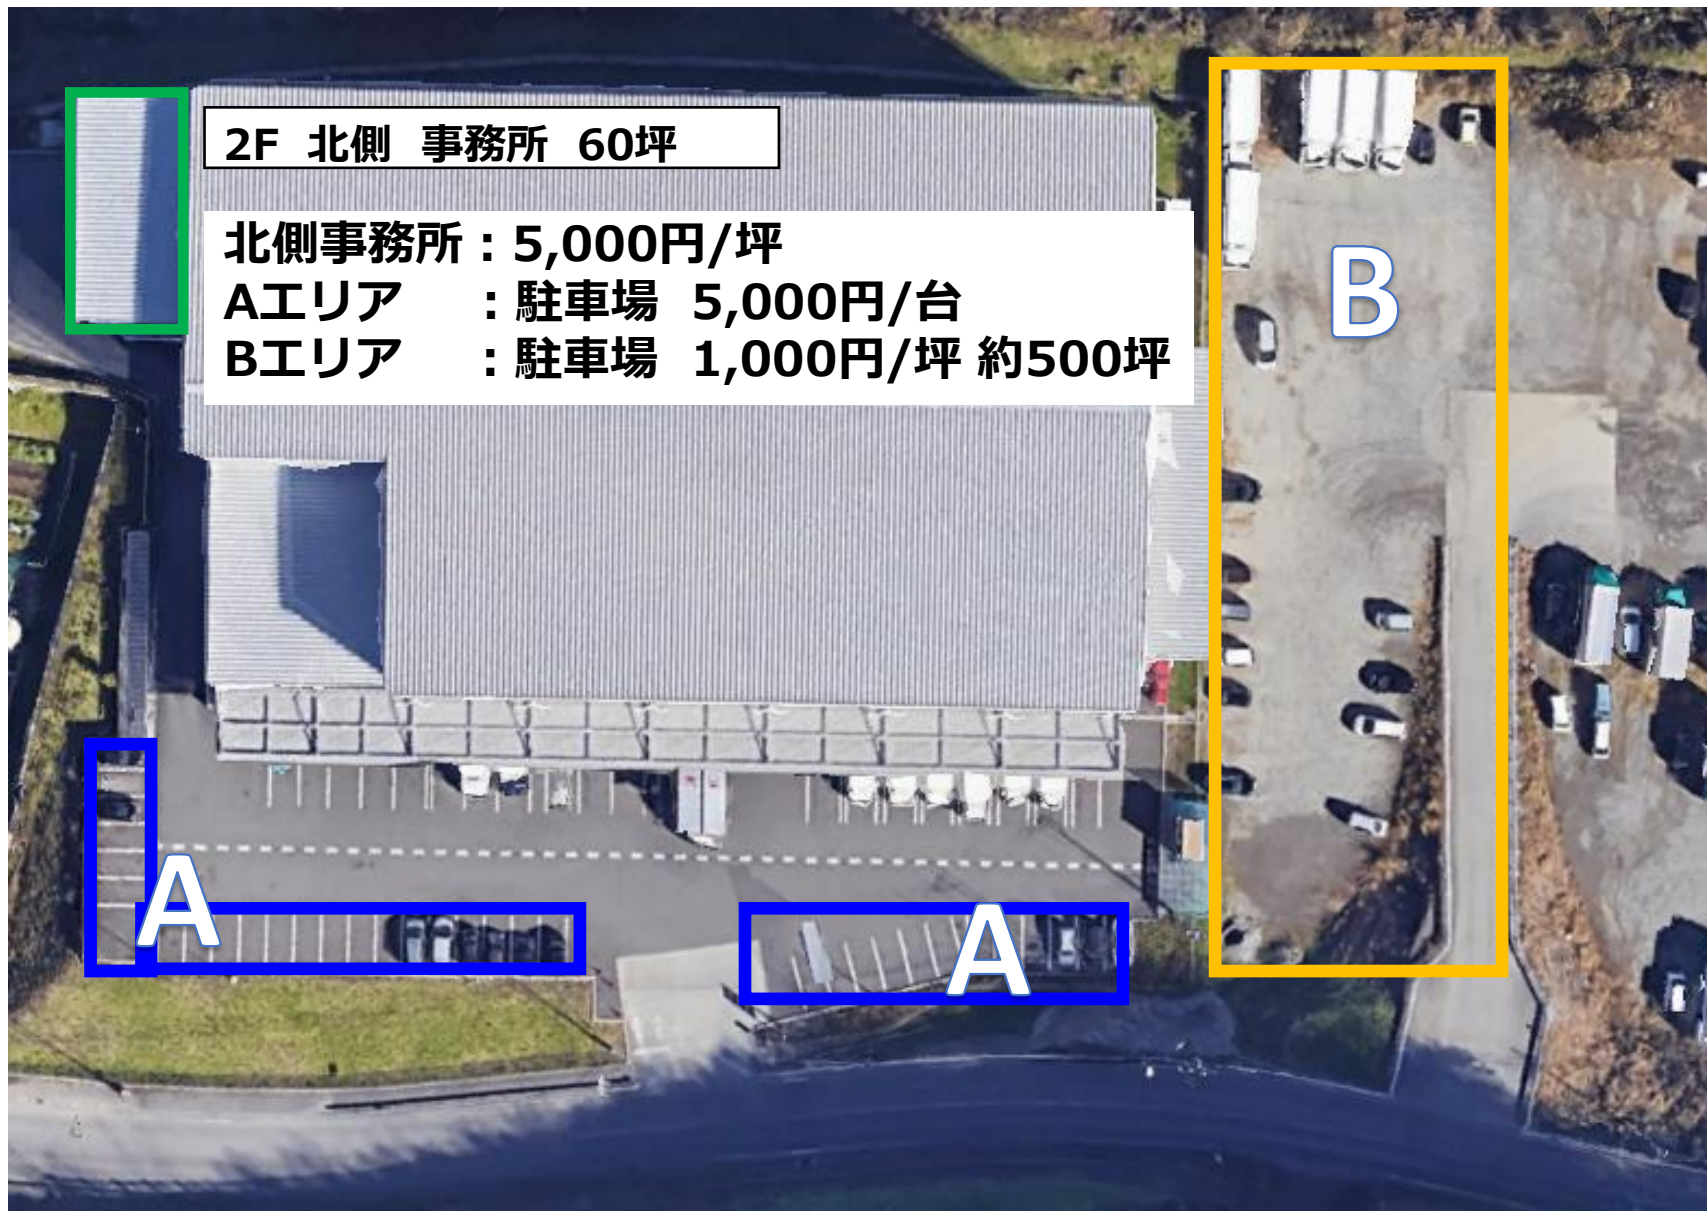 2F 北側 事務所 60坪
北側事務所：5,000円/坪
Aエリア ：駐車場 5,000円/台
Bエリア ：駐車場 1,000円/坪 約500坪
B
A
A